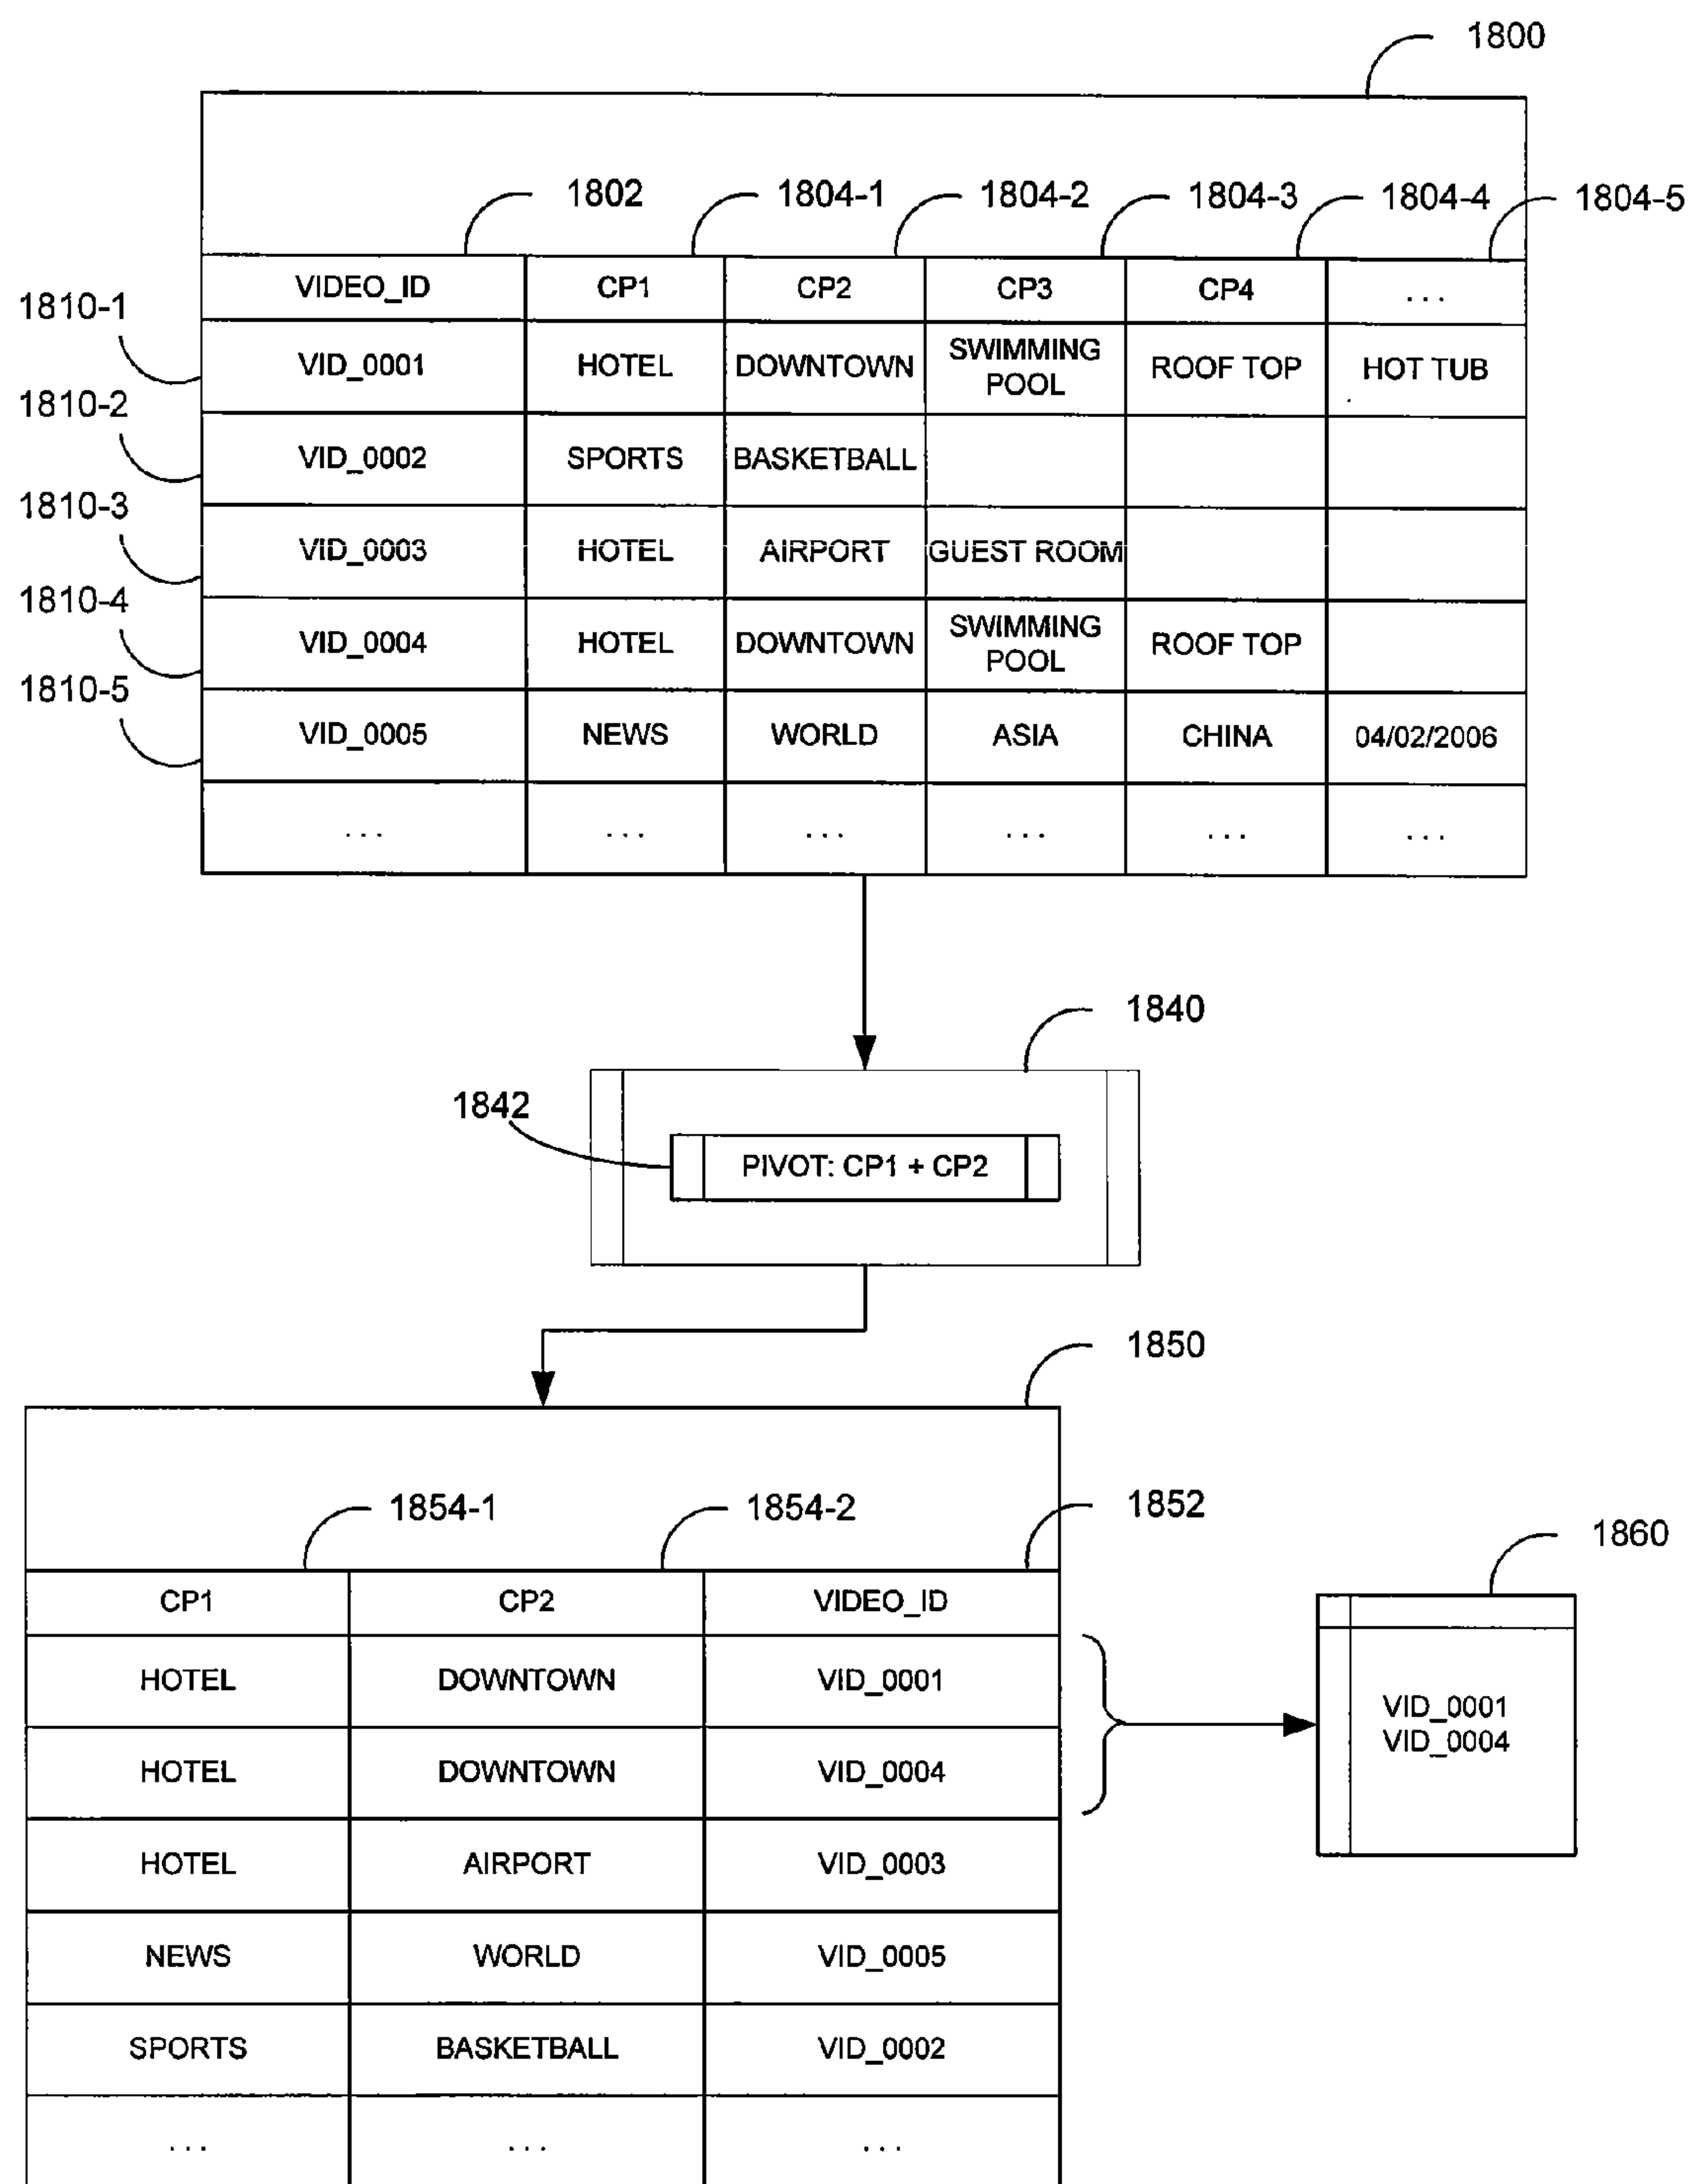 1800
1802 1804-1 1804-2 1804-3 1804-4 1804-5
VIDEO_ID CP1 CP2 CP3 CP4 ...
1810-1
VID_0001 HOTEL DOWNTOWN SWIMMING POOL ROOF TOP HOT TUB
1810-2
VID_0002 SPORTS BASKETBALL
1810-3
VID_0003 HOTEL AIRPORT GUEST ROOM
1810-4
VID_0004 HOTEL DOWNTOWN SWIMMING POOL ROOF TOP
1810-5
VID_0005 NEWS WORLD ASIA CHINA 04/02/2006
... ... ... ... ... ...
1840
1842
PIVOT: CP1 + CP2
1850
1854-1 1854-2 1852
1860
CP1 CP2 VIDEO_ID
HOTEL DOWNTOWN VID_0001
HOTEL DOWNTOWN VID_0004
HOTEL AIRPORT VID_0003
NEWS WORLD VID_0005
SPORTS BASKETBALL VID_0002
... ... ...
VID_0001
VID_0004